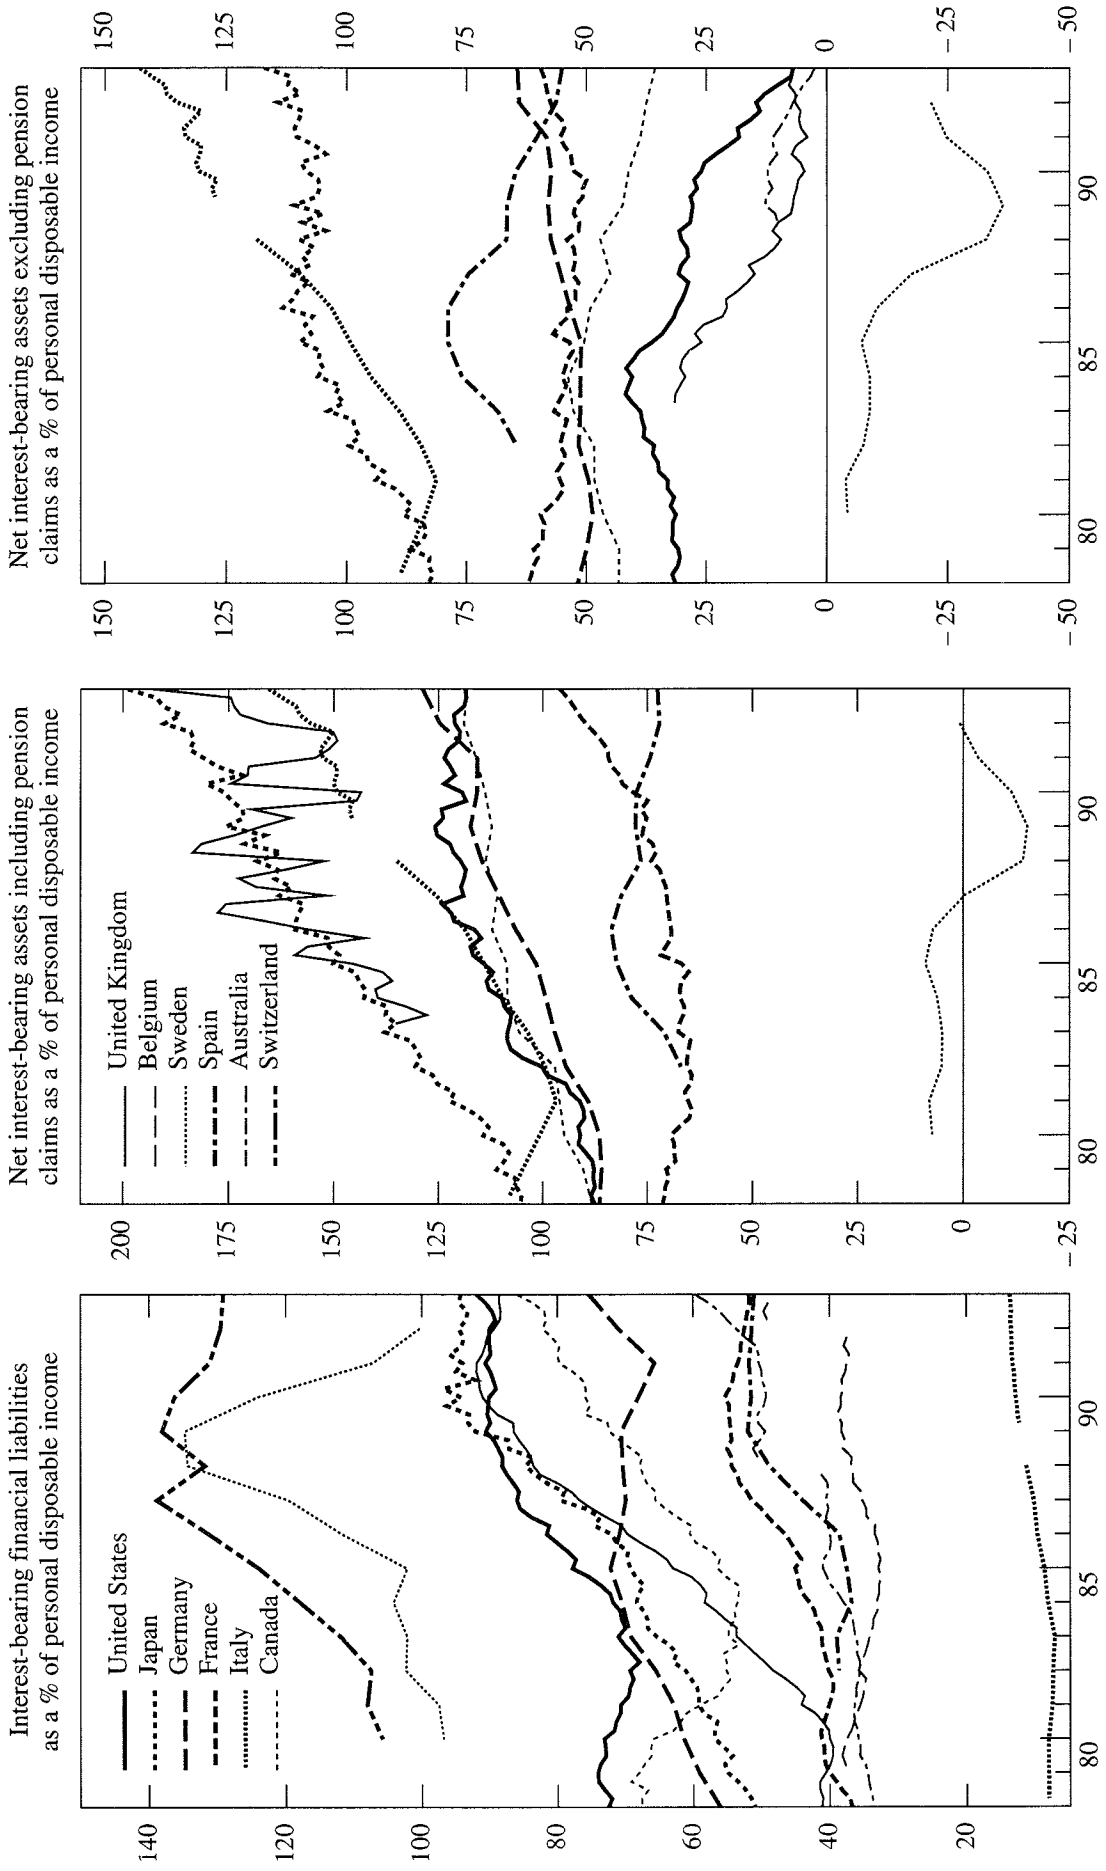 Interest-bearing financial liabilities
as a % of personal disposable income
United States
Japan
Germany
France
Italy
Canada
140
120
100
80
60
40
20
80
85
90
Net interest-bearing assets including pension
claims as a % of personal disposable income
United Kingdom
Belgium
Sweden
Spain
Australia
Switzerland
200
175
150
125
100
75
50
25
0
−25
80
85
90
Net interest-bearing assets excluding pension
claims as a % of personal disposable income
150
125
100
75
50
25
0
−25
−50
150
125
100
75
50
25
0
−25
−50
80
85
90